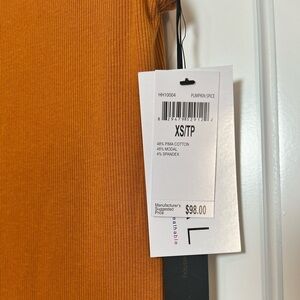 HH10004 PUMPKIN SPICE
XS/TP
48% PIMA COTTON
48% MODAL
4% SPANDEX
Manufacturer's
Suggested
Price
$98.00
L